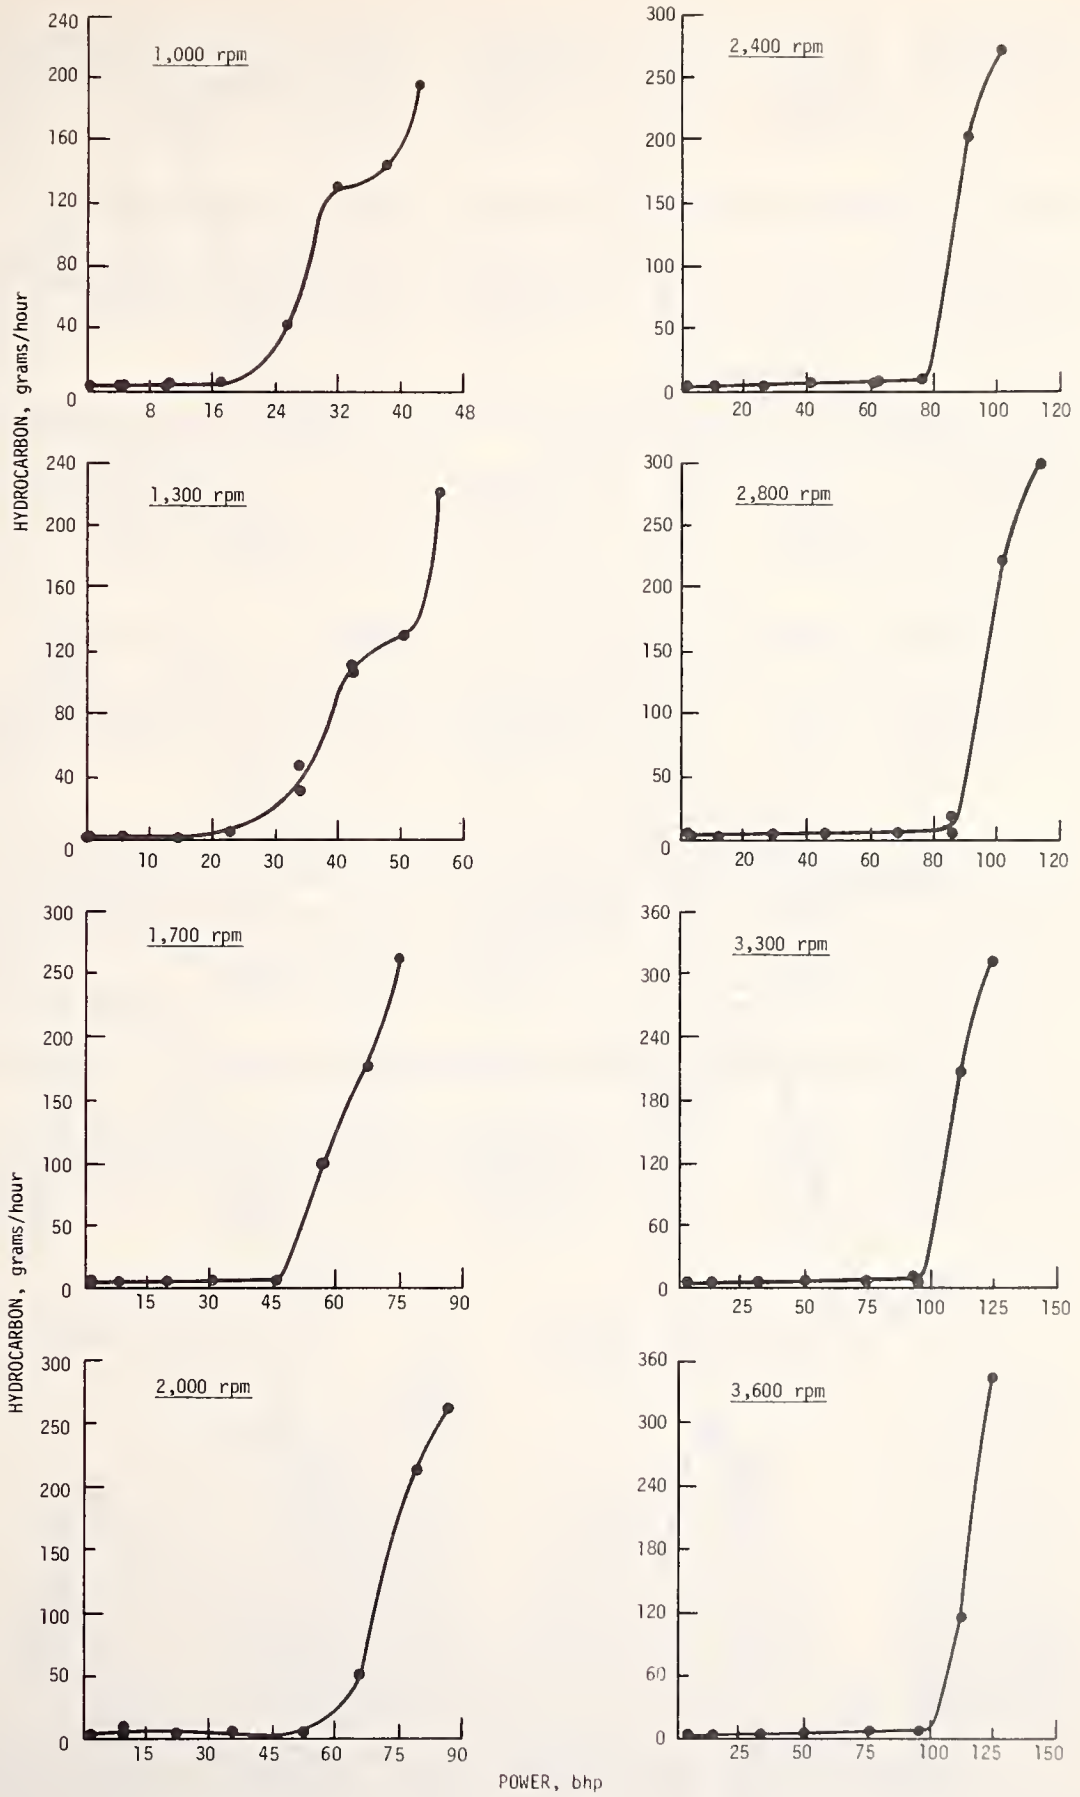 HYDROCARBON, grams/hour
1,000 rpm
240
200
160
120
80
40
0
8 16 24 32 40 48
2,400 rpm
300
250
200
150
100
50
0
20 40 60 80 100 120
1,300 rpm
240
200
160
120
80
40
0
10 20 30 40 50 60
2,800 rpm
300
250
200
150
100
50
0
20 40 60 80 100 120
HYDROCARBON, grams/hour
1,700 rpm
300
250
200
150
100
50
0
15 30 45 60 75 90
3,300 rpm
360
300
240
180
120
60
0
25 50 75 100 125 150
2,000 rpm
300
250
200
150
100
50
0
15 30 45 60 75 90
3,600 rpm
360
300
240
180
120
60
0
25 50 75 100 125 150
POWER, bhp